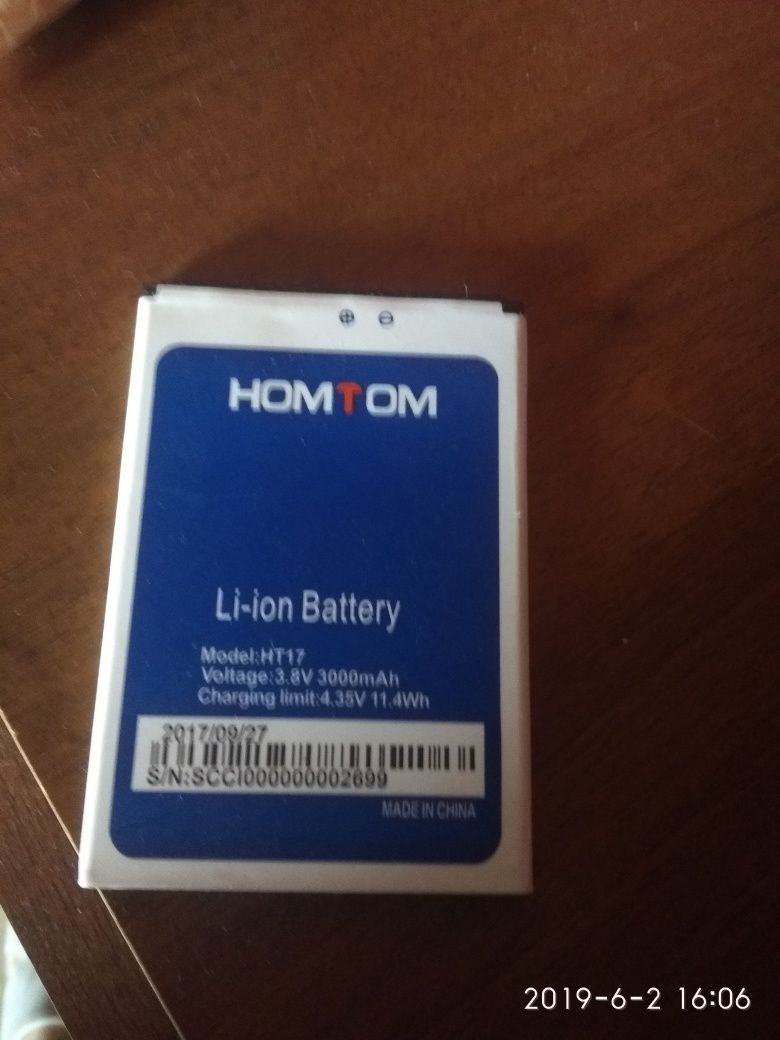 ⊕ ⊖
HOMTOM
Li-ion Battery
Model:HT17
Voltage:3.8V 3000mAh
Charging limit:4.35V 11.4Wh
2017/09/27
S/N:SCCI000000002699
MADE IN CHINA
2019-6-2 16:06